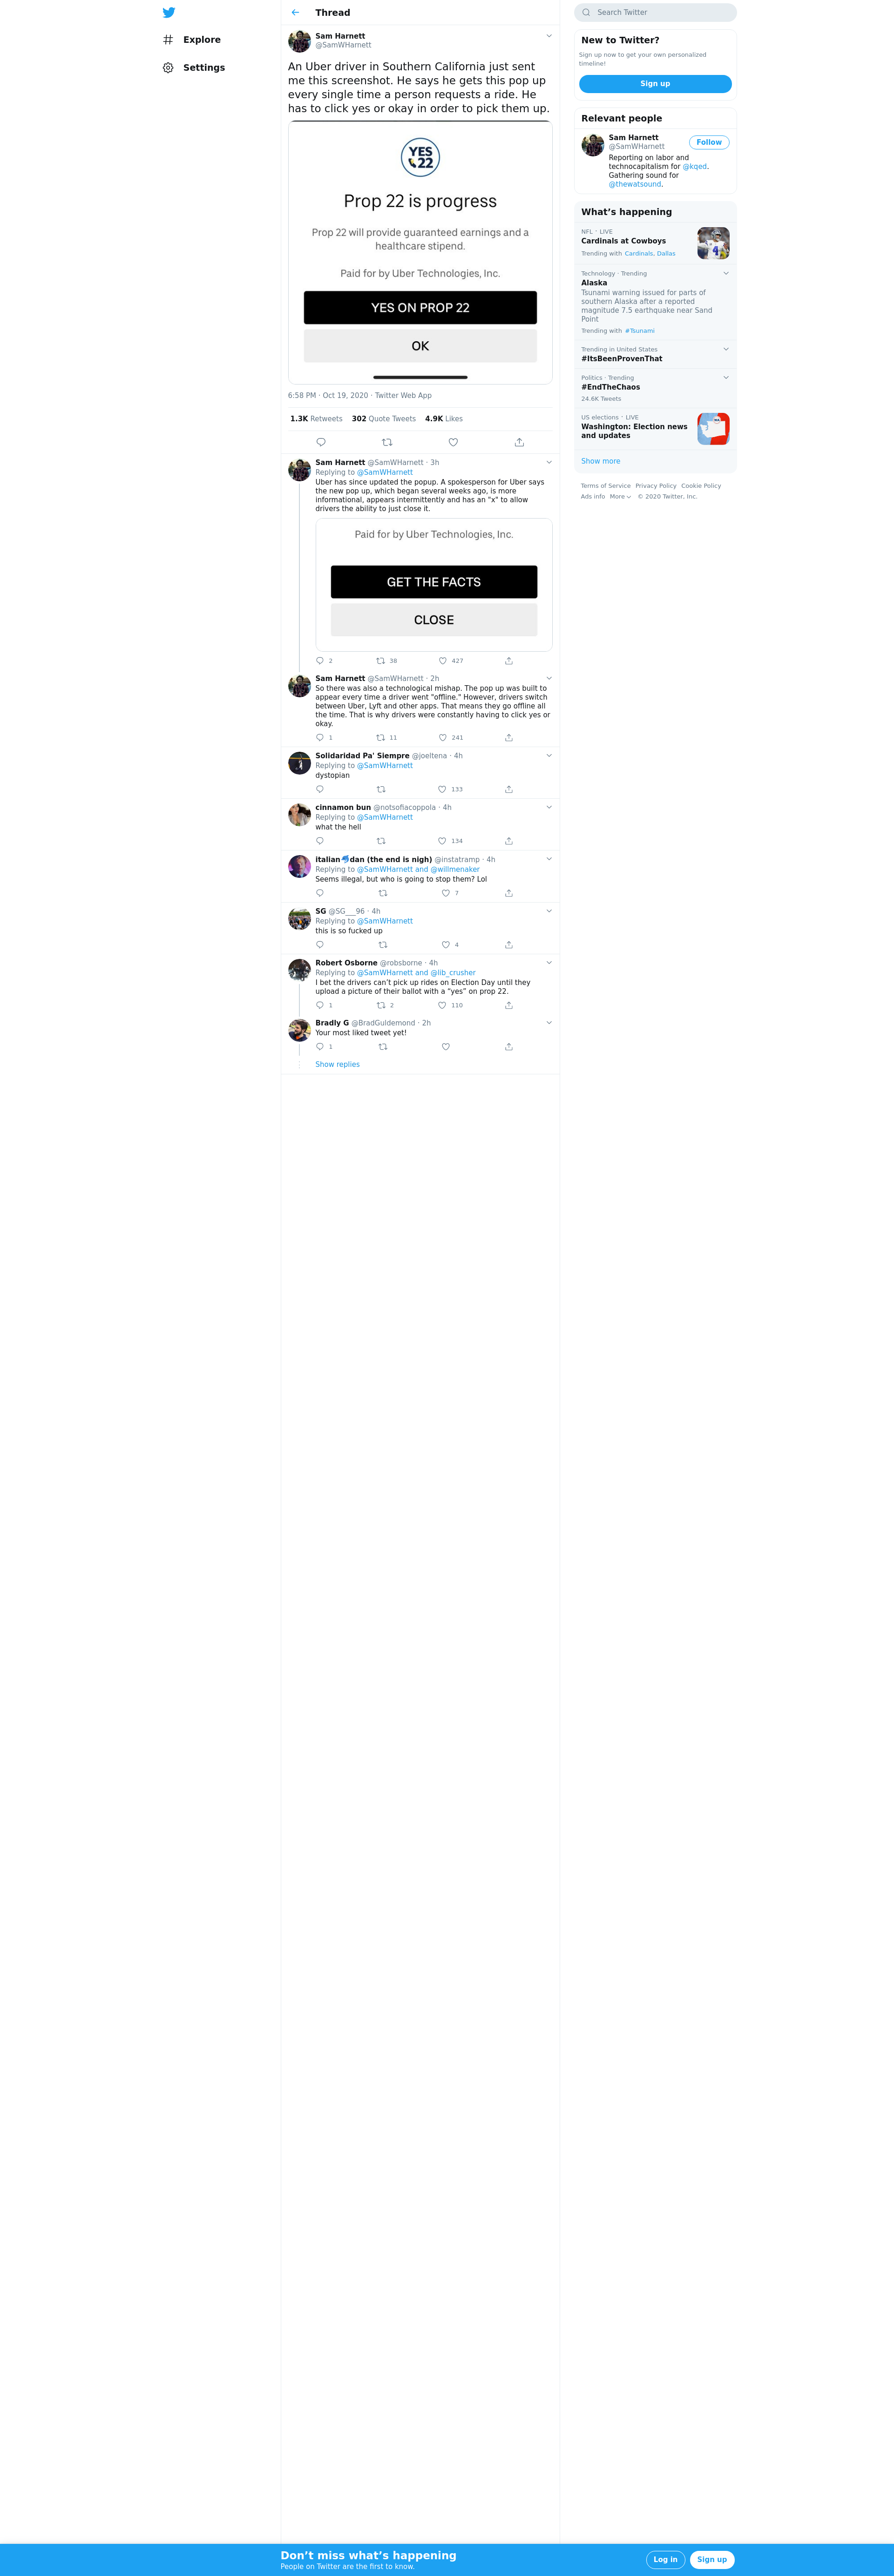 Explore
Settings
Thread
Sam Harnett
@SamWHarnett
An Uber driver in Southern California just sent
me this screenshot. He says he gets this pop up
every single time a person requests a ride. He
has to click yes or okay in order to pick them up.
YES
22
Prop 22 is progress
Prop 22 will provide guaranteed earnings and a
healthcare stipend.
Paid for by Uber Technologies, Inc.
YES ON PROP 22
OK
6:58 PM · Oct 19, 2020 · Twitter Web App
1.3K Retweets 302 Quote Tweets 4.9K Likes
Sam Harnett @SamWHarnett · 3h
Replying to @SamWHarnett
Uber has since updated the popup. A spokesperson for Uber says
the new pop up, which began several weeks ago, is more
informational, appears intermittently and has an "x" to allow
drivers the ability to just close it.
Paid for by Uber Technologies, Inc.
GET THE FACTS
CLOSE
2 38 427
Sam Harnett @SamWHarnett · 2h
So there was also a technological mishap. The pop up was built to
appear every time a driver went "offline." However, drivers switch
between Uber, Lyft and other apps. That means they go offline all
the time. That is why drivers were constantly having to click yes or
okay.
1 11 241
Solidaridad Pa' Siempre @joeltena · 4h
Replying to @SamWHarnett
dystopian
133
cinnamon bun @notsofiacoppola · 4h
Replying to @SamWHarnett
what the hell
134
italian🐬dan (the end is nigh) @instatramp · 4h
Replying to @SamWHarnett and @willmenaker
Seems illegal, but who is going to stop them? Lol
7
SG @SG___96 · 4h
Replying to @SamWHarnett
this is so fucked up
4
Robert Osborne @robsborne · 4h
Replying to @SamWHarnett and @lib_crusher
I bet the drivers can’t pick up rides on Election Day until they
upload a picture of their ballot with a “yes” on prop 22.
1 2 110
Bradly G @BradGuldemond · 2h
Your most liked tweet yet!
1
Show replies
Search Twitter
New to Twitter?
Sign up now to get your own personalized
timeline!
Sign up
Relevant people
Sam Harnett
@SamWHarnett
Follow
Reporting on labor and
technocapitalism for @kqed.
Gathering sound for
@thewatsound.
What’s happening
NFL · LIVE
Cardinals at Cowboys
Trending with Cardinals, Dallas
Technology · Trending
Alaska
Tsunami warning issued for parts of
southern Alaska after a reported
magnitude 7.5 earthquake near Sand
Point
Trending with #Tsunami
Trending in United States
#ItsBeenProvenThat
Politics · Trending
#EndTheChaos
24.6K Tweets
US elections · LIVE
Washington: Election news
and updates
Show more
Terms of Service Privacy Policy Cookie Policy
Ads info More © 2020 Twitter, Inc.
Don’t miss what’s happening
People on Twitter are the first to know.
Log in
Sign up